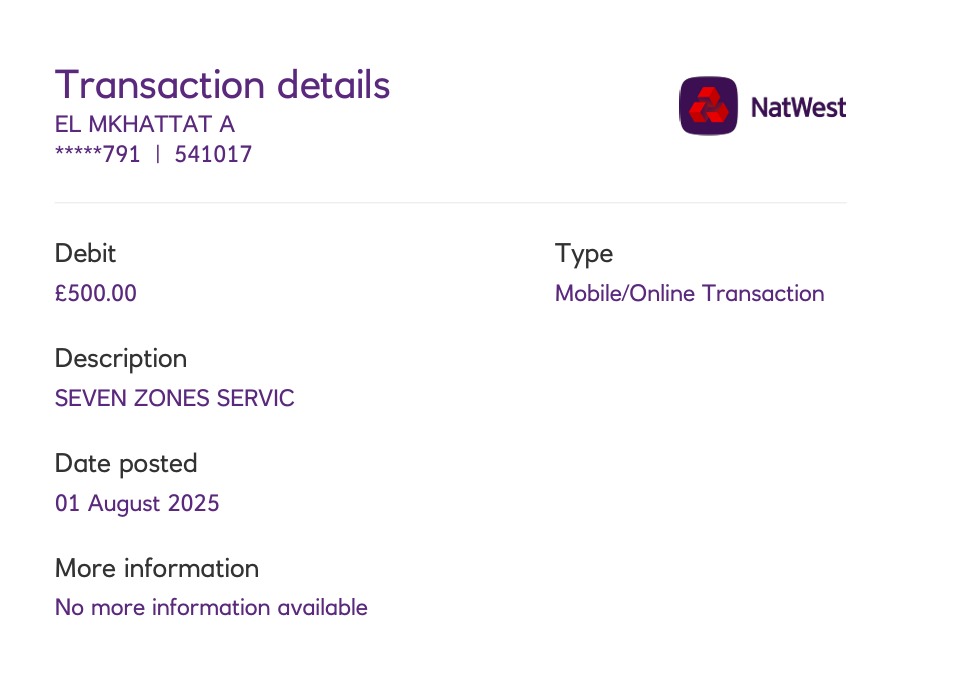 Transaction details
EL MKHATTAT A
*****791 | 541017
NatWest
Debit
£500.00
Type
Mobile/Online Transaction
Description
SEVEN ZONES SERVIC
Date posted
01 August 2025
More information
No more information available